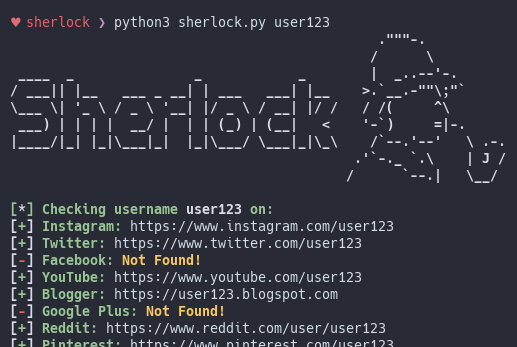 ♥ sherlock ❯ python3 sherlock.py user123
sherlock
[*] Checking username user123 on:
[+] Instagram: https://www.instagram.com/user123
[+] Twitter: https://www.twitter.com/user123
[-] Facebook: Not Found!
[+] YouTube: https://www.youtube.com/user123
[+] Blogger: https://user123.blogspot.com
[-] Google Plus: Not Found!
[+] Reddit: https://www.reddit.com/user/user123
[+] Pinterest: https://www.pinterest.com/user123